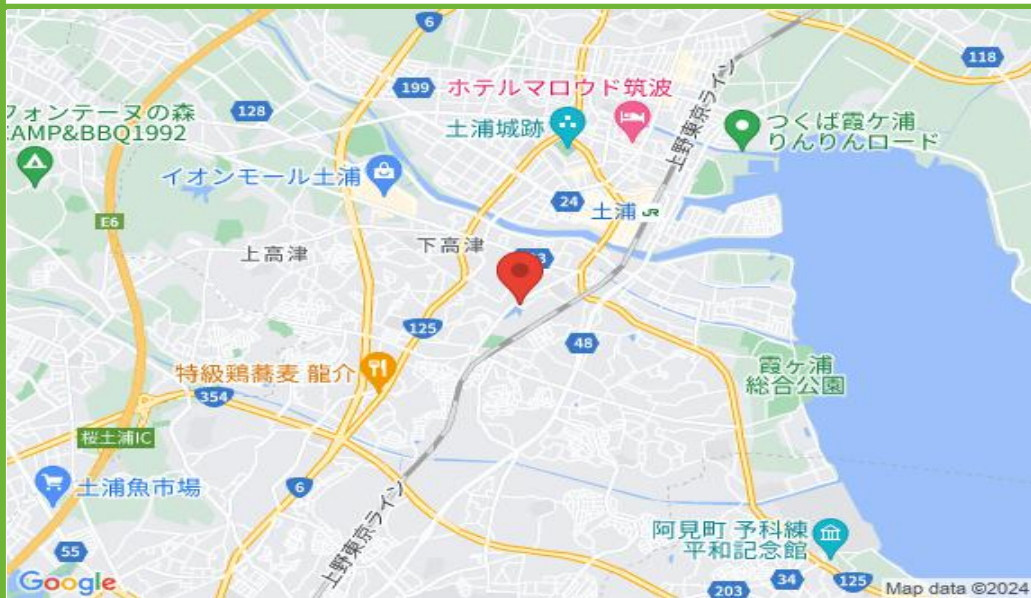 6
118
199
ホテルマロウド筑波
128
フォンテーヌの森
CAMP&BBQ1992
土浦城跡
上野東京ライン
つくば霞ケ浦
りんりんロード
イオンモール土浦
24
土浦 JR
E6
上高津
下高津
125
48
特級鶏蕎麦 龍介
霞ケ浦
総合公園
354
桜土浦IC
土浦魚市場
6
上野東京ライン
阿見町 予科練
平和記念館
55
Google
203
34
125
Map data ©2024